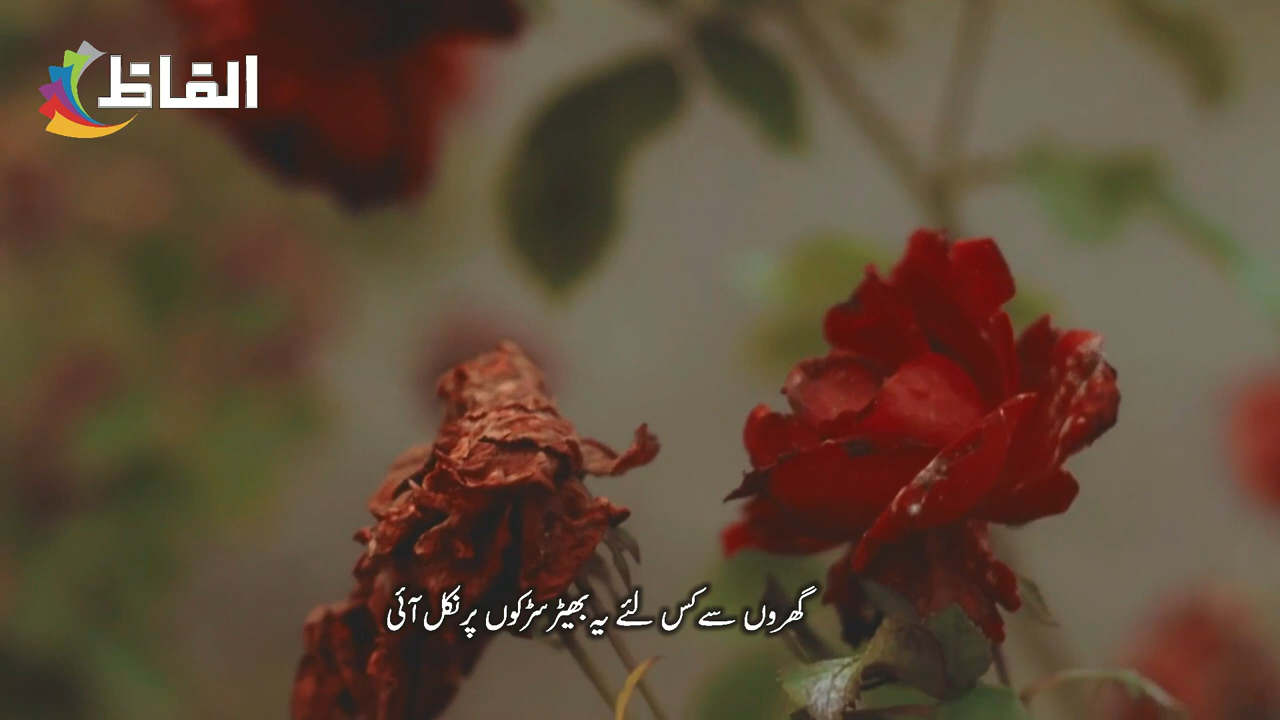 الفاظ
گھروں سے کس لئے یہ بھیڑ سڑکوں پر نکل آئی